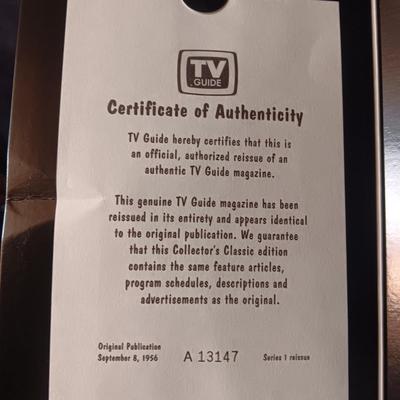 TV
GUIDE
Certificate of Authenticity
TV Guide hereby certifies that this is
an official, authorized reissue of an
authentic TV Guide magazine.
This genuine TV Guide magazine has been
reissued in its entirety and appears identical
to the original publication. We guarantee
that this Collector's Classic edition
contains the same feature articles,
program schedules, descriptions and
advertisements as the original.
Original Publication
September 8, 1956 A 13147 Series 1 reissue